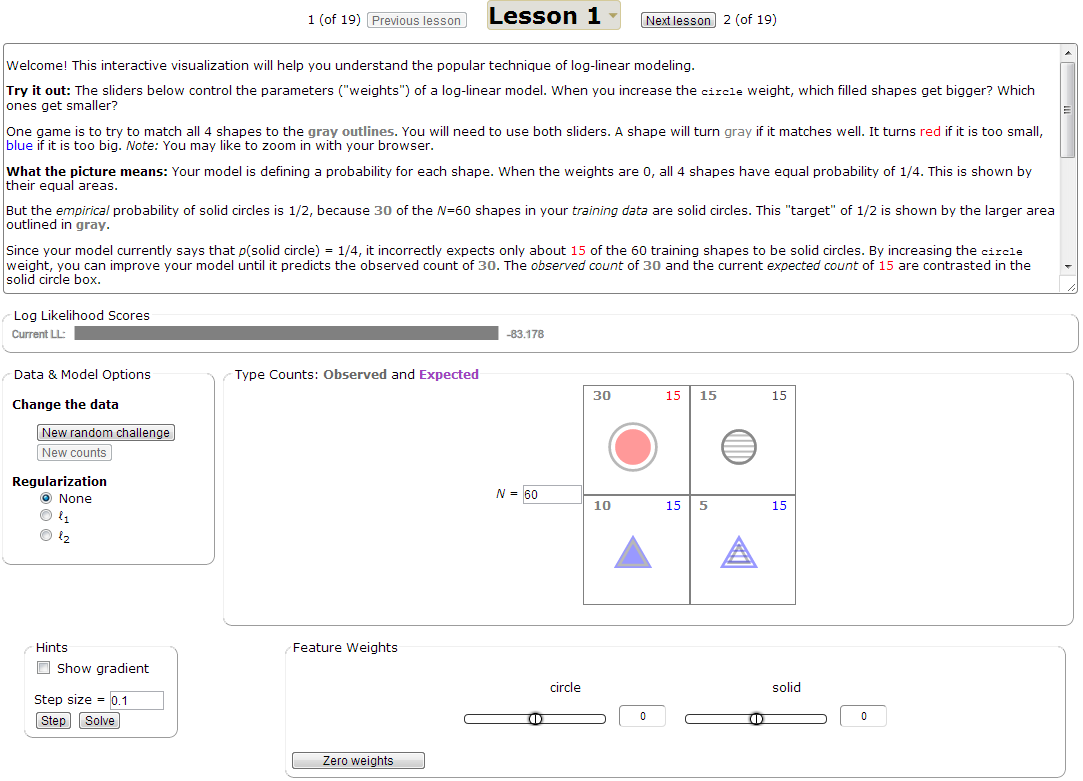 1 (of 19) Previous lesson Lesson 1 Next lesson 2 (of 19)
Welcome! This interactive visualization will help you understand the popular technique of log-linear modeling.
Try it out: The sliders below control the parameters ("weights") of a log-linear model. When you increase the circle weight, which filled shapes get bigger? Which
ones get smaller?
One game is to try to match all 4 shapes to the gray outlines. You will need to use both sliders. A shape will turn gray if it matches well. It turns red if it is too small,
blue if it is too big. Note: You may like to zoom in with your browser.
What the picture means: Your model is defining a probability for each shape. When the weights are 0, all 4 shapes have equal probability of 1/4. This is shown by
their equal areas.
But the empirical probability of solid circles is 1/2, because 30 of the N=60 shapes in your training data are solid circles. This "target" of 1/2 is shown by the larger area
outlined in gray.
Since your model currently says that p(solid circle) = 1/4, it incorrectly expects only about 15 of the 60 training shapes to be solid circles. By increasing the circle
weight, you can improve your model until it predicts the observed count of 30. The observed count of 30 and the current expected count of 15 are contrasted in the
solid circle box.
Log Likelihood Scores
Current LL: -83.178
Data & Model Options
Change the data
New random challenge
New counts
Regularization
None
ℓ1
ℓ2
Type Counts: Observed and Expected
30 15 15 15
N = 60
10 15 5 15
Hints
Show gradient
Step size = 0.1
Step Solve
Feature Weights
circle solid
0 0
Zero weights